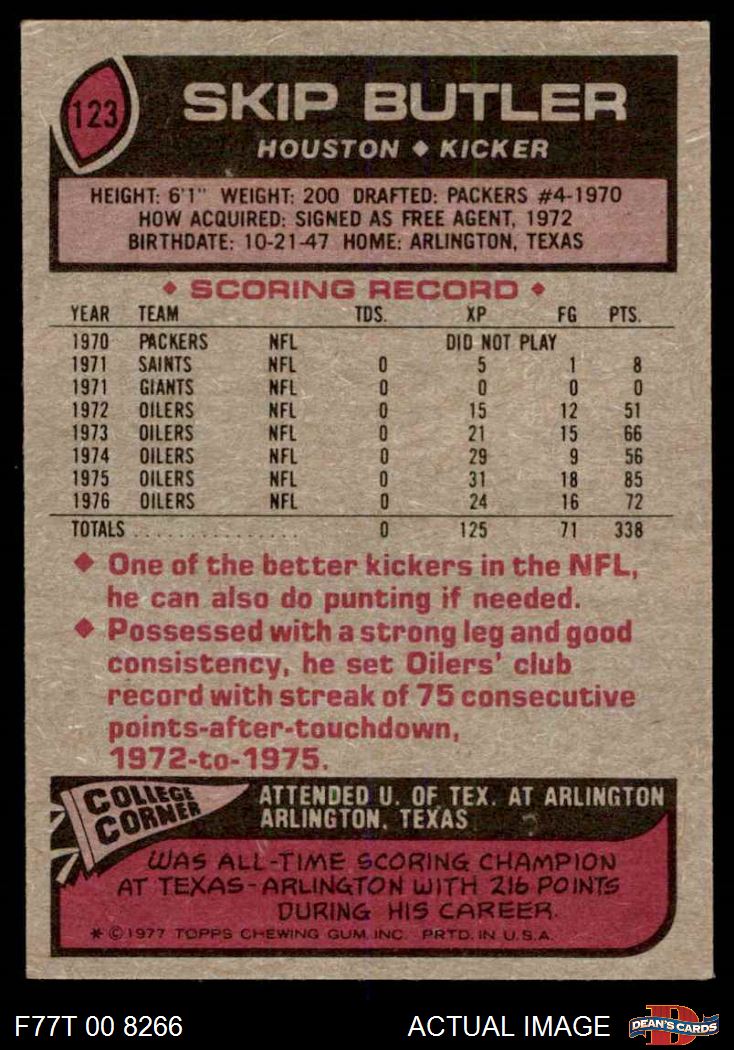 123
SKIP BUTLER
HOUSTON ◆ KICKER
HEIGHT: 6'1" WEIGHT: 200 DRAFTED: PACKERS #4-1970
HOW ACQUIRED: SIGNED AS FREE AGENT, 1972
BIRTHDATE: 10-21-47 HOME: ARLINGTON, TEXAS
◆ SCORING RECORD ◆
YEAR TEAM TDS. XP FG PTS.
1970 PACKERS NFL DID NOT PLAY
1971 SAINTS NFL 0 5 1 8
1971 GIANTS NFL 0 0 0 0
1972 OILERS NFL 0 15 12 51
1973 OILERS NFL 0 21 15 66
1974 OILERS NFL 0 29 9 56
1975 OILERS NFL 0 31 18 85
1976 OILERS NFL 0 24 16 72
TOTALS . . . . . . . . . . . . . . . 0 125 71 338
◆ One of the better kickers in the NFL,
he can also do punting if needed.
◆ Possessed with a strong leg and good
consistency, he set Oilers' club
record with streak of 75 consecutive
points-after-touchdown,
1972-to-1975.
COLLEGE
CORNER
ATTENDED U. OF TEX. AT ARLINGTON
ARLINGTON, TEXAS
WAS ALL-TIME SCORING CHAMPION
AT TEXAS-ARLINGTON WITH 216 POINTS
DURING HIS CAREER.
* © 1977 TOPPS CHEWING GUM, INC. PRTD. IN U.S.A.
F77T 00 8266
ACTUAL IMAGE
D
DEAN'S CARDS